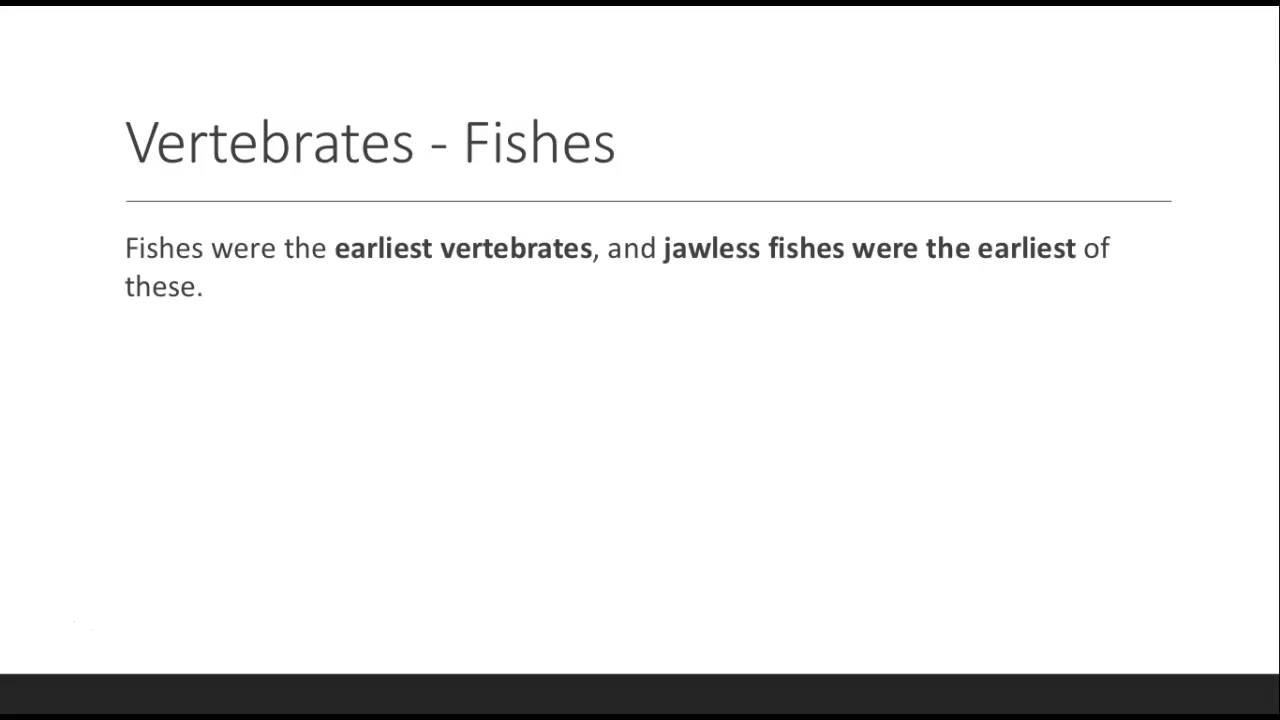 Vertebrates - Fishes
Fishes were the earliest vertebrates, and jawless fishes were the earliest of
these.